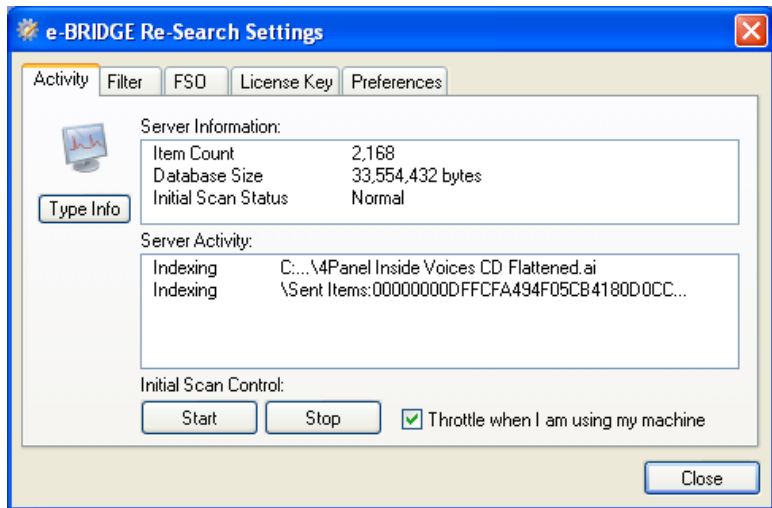 e-BRIDGE Re-Search Settings
Activity Filter FSO License Key Preferences
Server Information:
Item Count 2,168
Database Size 33,554,432 bytes
Initial Scan Status Normal
Type Info
Server Activity:
Indexing C:...\4Panel Inside Voices CD Flattened.ai
Indexing \Sent Items:00000000DFFCFA494F05CB4180D0CC...
Initial Scan Control:
Start Stop Throttle when I am using my machine
Close